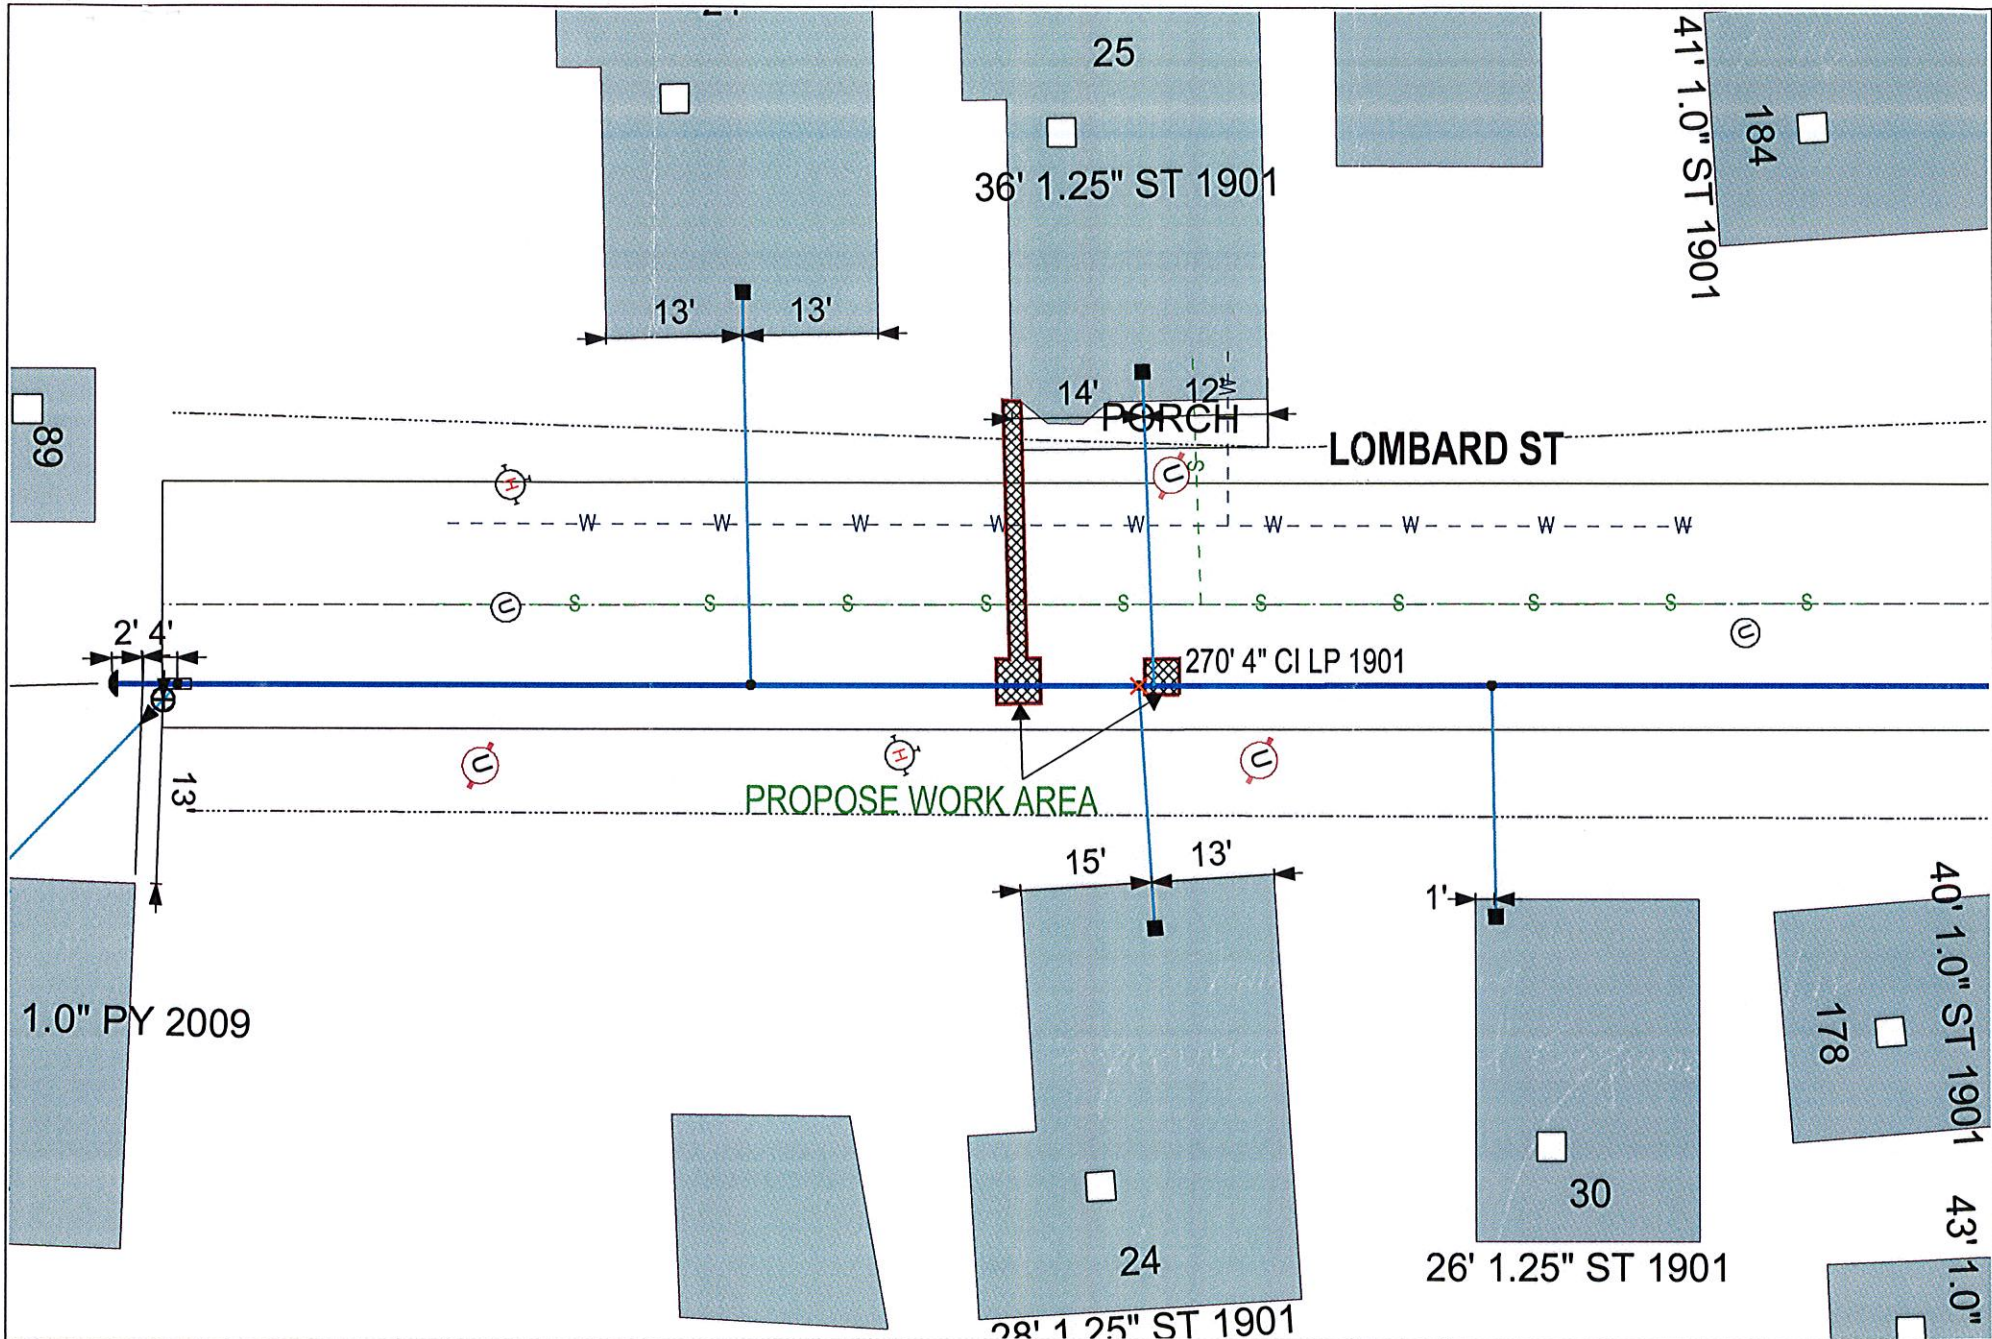 25
36' 1.25" ST 1901
41' 1.0" ST 1901
184
13' 13'
14' 12'
PORCH
W
LOMBARD ST
89
H
U
S
W W W W W W W W W
U
S S S S S S S S S S
U
2' 4'
270' 4" CI LP 1901
13'
U
H
U
PROPOSE WORK AREA
15' 13'
1'
40' 1.0" ST 1901
178
1.0" PY 2009
30
24
26' 1.25" ST 1901
28' 1.25" ST 1901
43' 1.0"